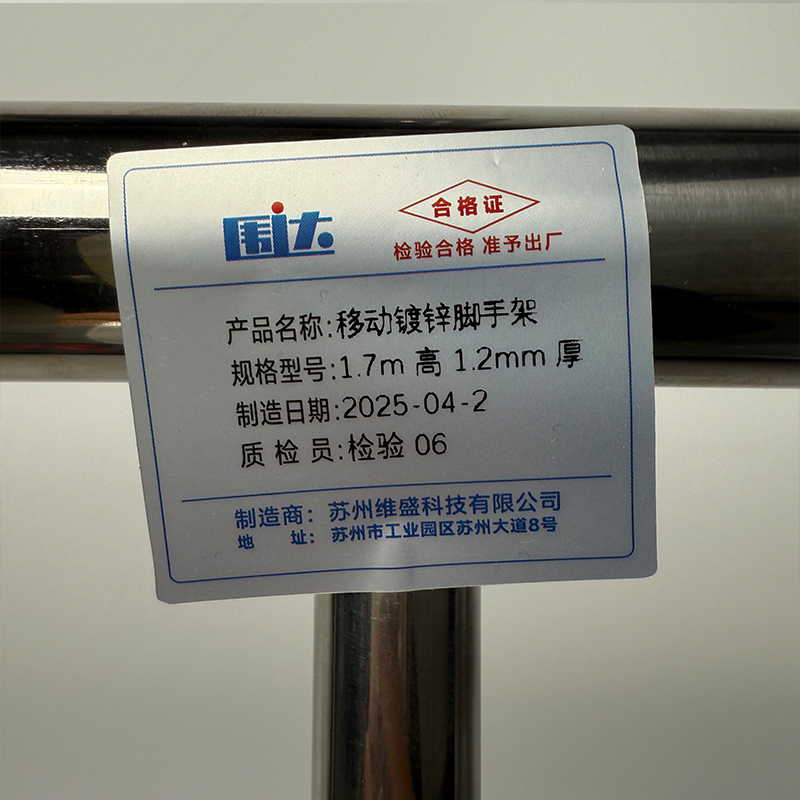 围达
合格证
检验合格 准予出厂
产品名称:移动镀锌脚手架
规格型号:1.7m 高 1.2mm 厚
制造日期:2025-04-2
质 检 员:检验 06
制造商：苏州维盛科技有限公司
地 址：苏州市工业园区苏州大道8号